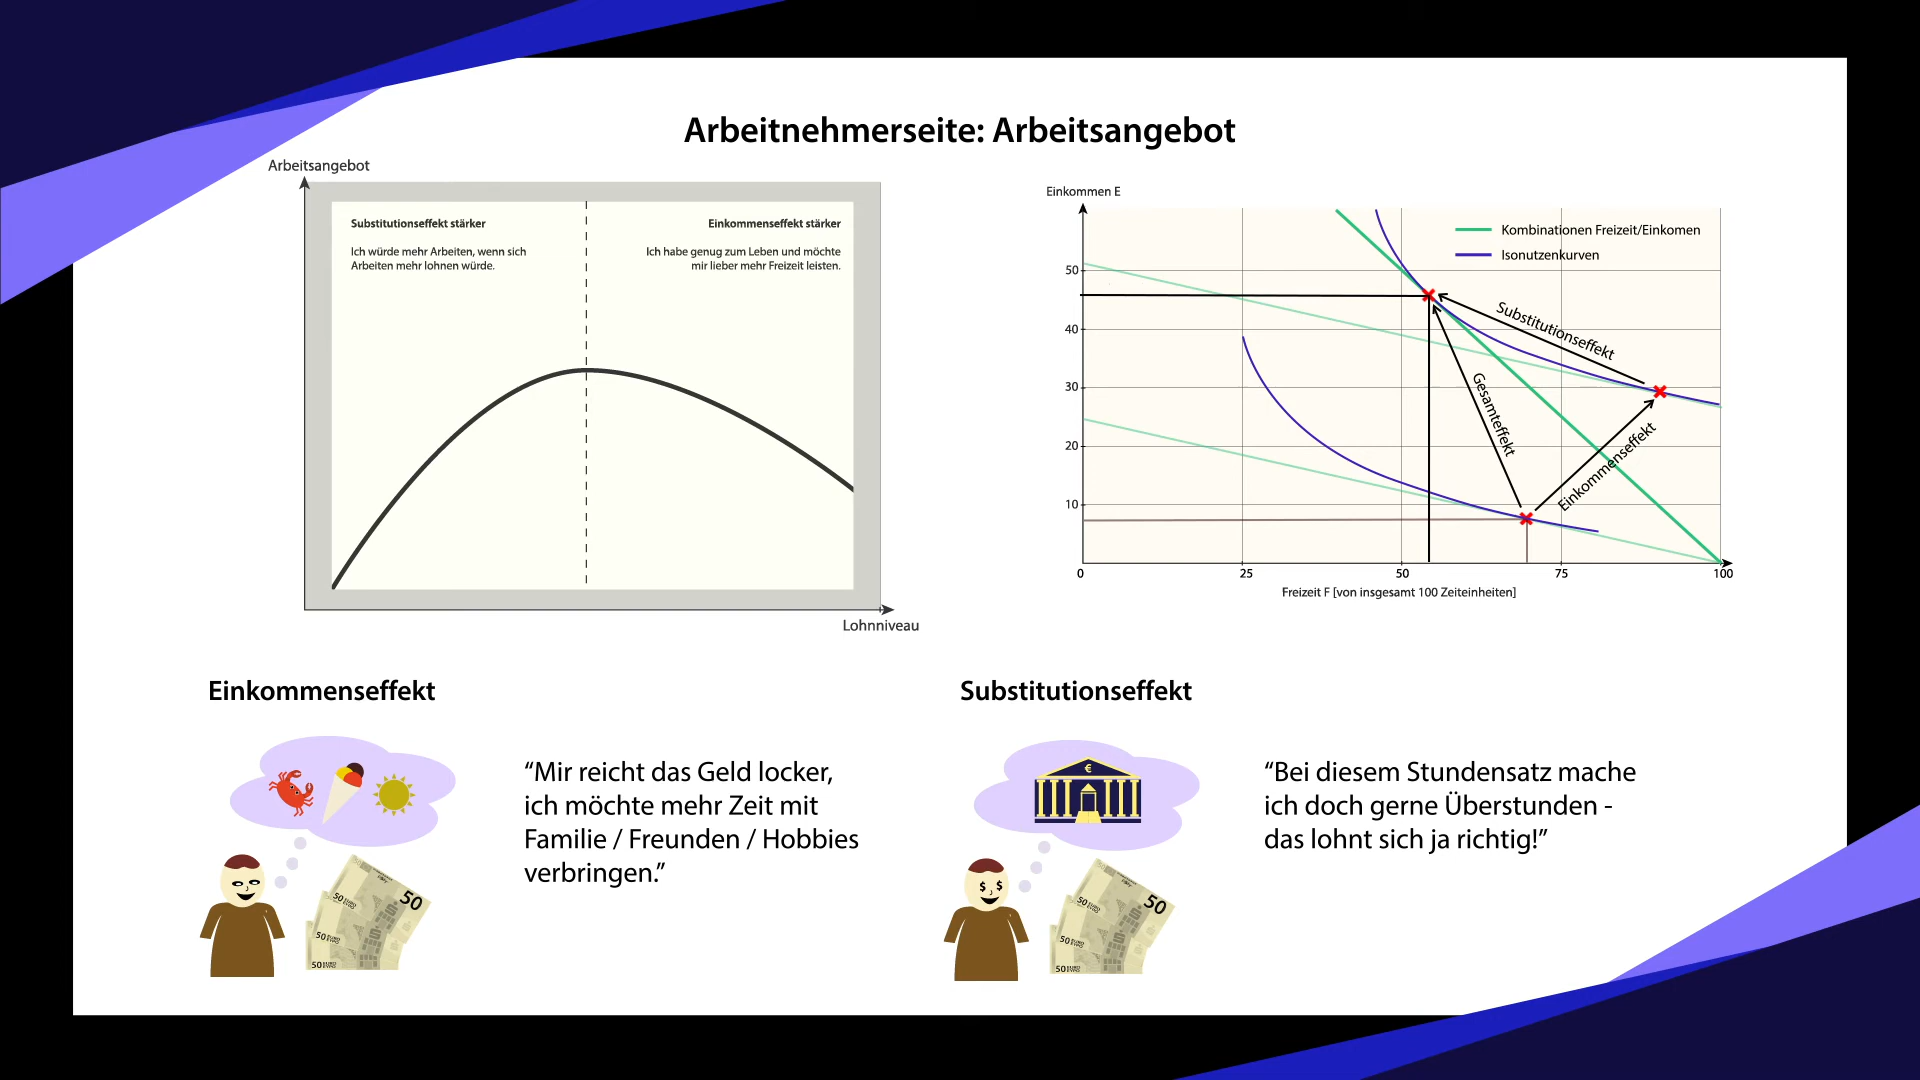 Arbeitnehmerseite: Arbeitsangebot
Arbeitsangebot
Substitutionseffekt stärker
Ich würde mehr Arbeiten, wenn sich
Arbeiten mehr lohnen würde.
Einkommenseffekt stärker
Ich habe genug zum Leben und möchte
mir lieber mehr Freizeit leisten.
Lohnniveau
Einkommen E
Kombinationen Freizeit/Einkomen
Isonutzenkurven
50
40
30
20
10
Substitutionseffekt
Gesamteffekt
Einkommenseffekt
0
25
50
75
100
Freizeit F [von insgesamt 100 Zeiteinheiten]
Einkommenseffekt
“Mir reicht das Geld locker,
ich möchte mehr Zeit mit
Familie / Freunden / Hobbies
verbringen.”
50
50
50
50
Substitutionseffekt
€
$ $
“Bei diesem Stundensatz mache
ich doch gerne Überstunden -
das lohnt sich ja richtig!”
50
50
50
50